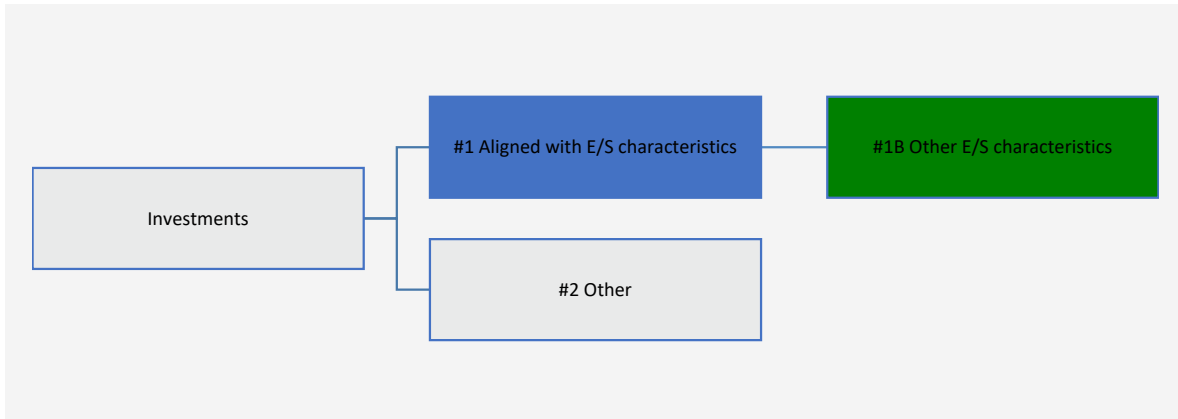 #1 Aligned with E/S characteristics
#1B Other E/S characteristics
Investments
#2 Other